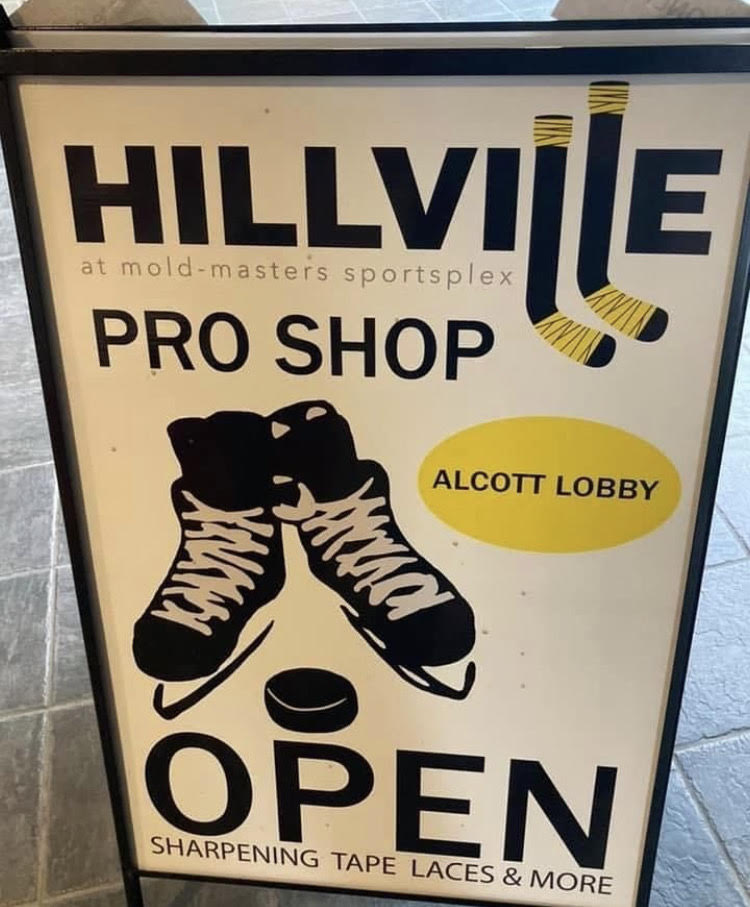 HILLVILLE
at mold-masters sportsplex
PRO SHOP
ALCOTT LOBBY
OPEN
SHARPENING TAPE LACES & MORE